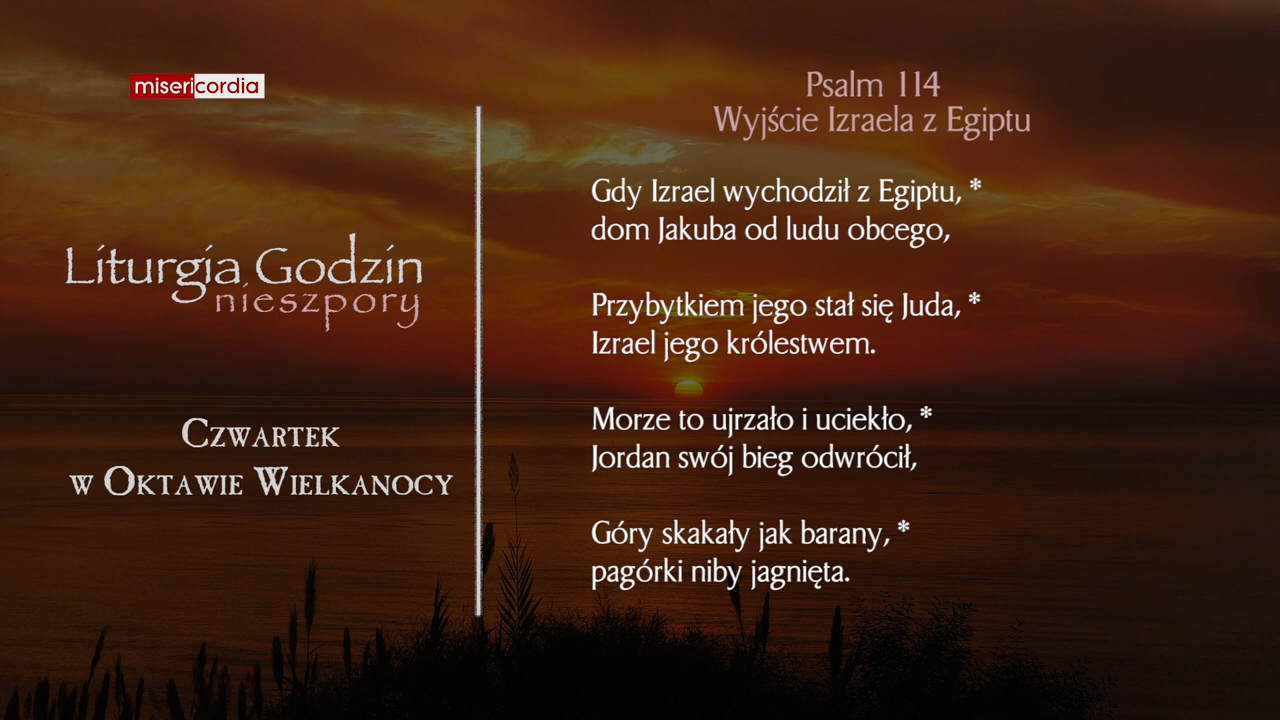 misericordia
Liturgia Godzin
nieszpory
Czwartek
w Oktawie Wielkanocy
Psalm 114
Wyjście Izraela z Egiptu
Gdy Izrael wychodził z Egiptu, *
dom Jakuba od ludu obcego,
Przybytkiem jego stał się Juda, *
Izrael jego królestwem.
Morze to ujrzało i uciekło, *
Jordan swój bieg odwrócił,
Góry skakały jak barany, *
pagórki niby jagnięta.